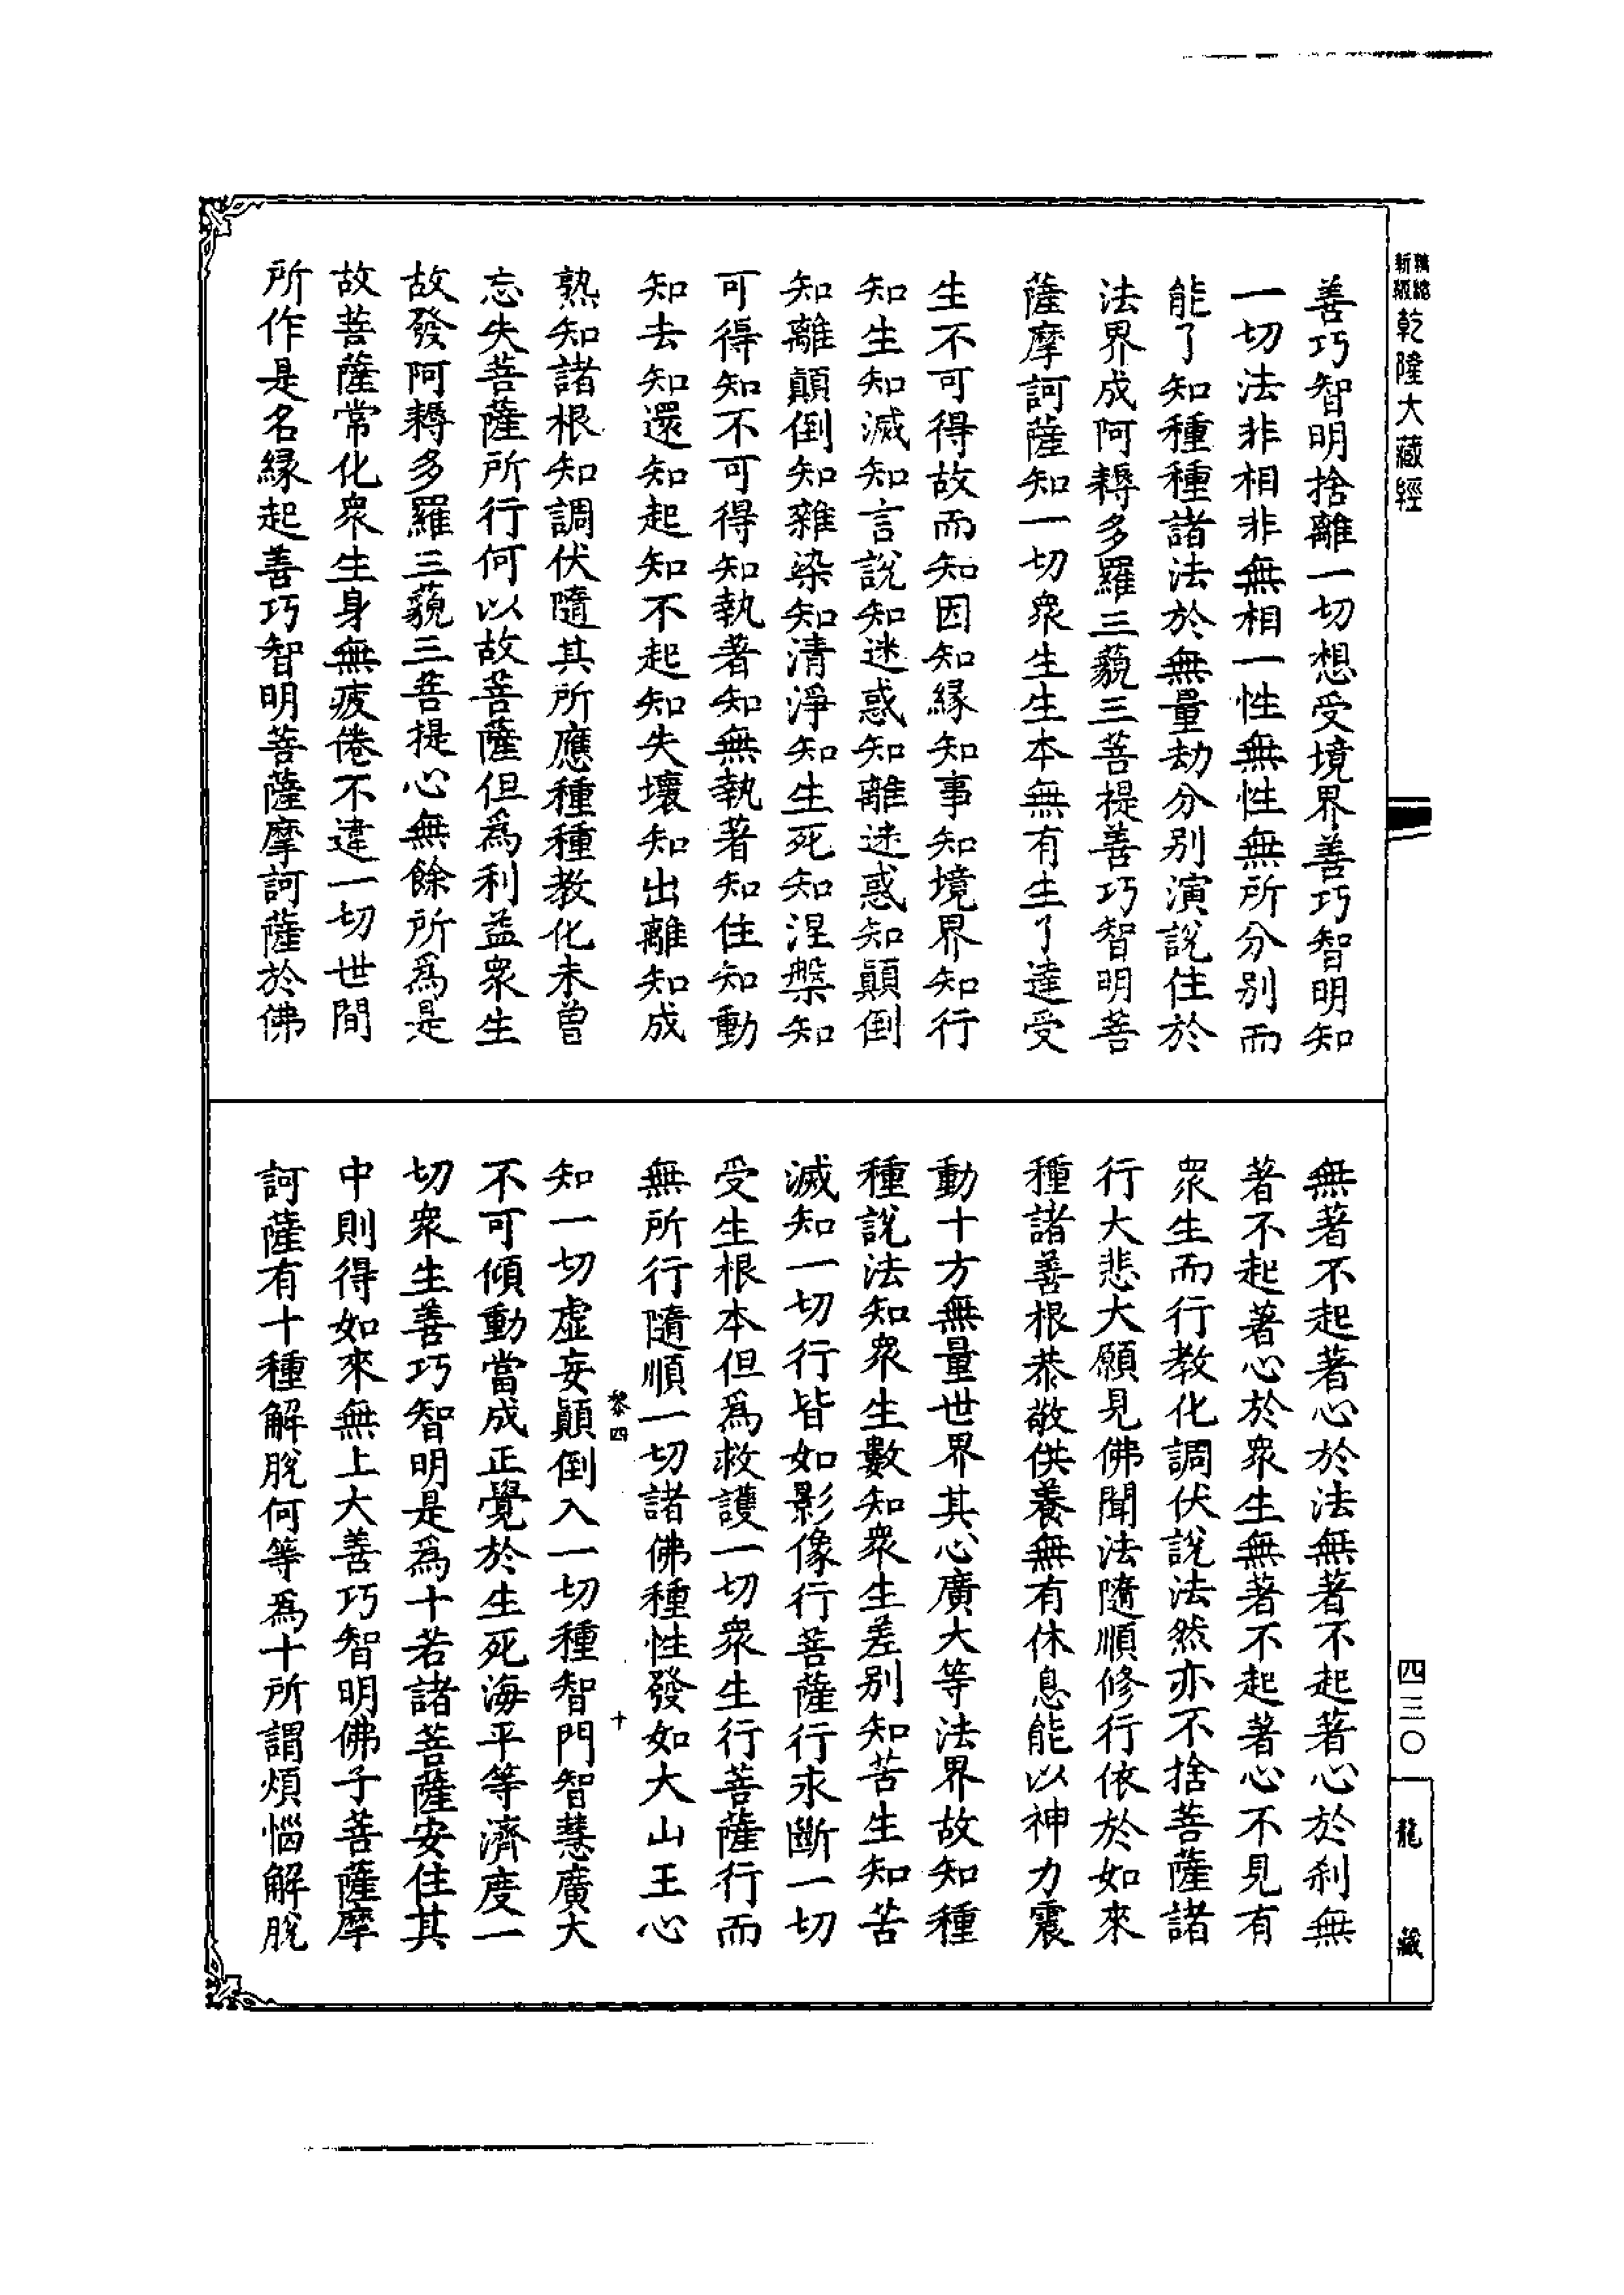 新編縮版乾隆大藏經
善巧智明捨離一切想受境界善巧智明知
一切法非相非無相一性無性無所分別而
能了知種種諸法於無量劫分別演說住於
法界成阿耨多羅三藐三菩提善巧智明菩
薩摩訶薩知一切衆生生本無有生了達受
生不可得故而知因知緣知事知境界知行
知生知滅知言說知迷惑知離迷惑知顛倒
知離顛倒知雜染知清淨知生死知涅槃知
可得知不可得知執著知無執著知住知動
知去知還知起知不起知失壞知出離知成
熟知諸根知調伏隨其所應種種教化未曾
忘失菩薩所行何以故菩薩但爲利益衆生
故發阿耨多羅三藐三菩提心無餘所爲是
故菩薩常化衆生身無疲倦不違一切世間
所作是名緣起善巧智明菩薩摩訶薩於佛
無著不起著心於法無著不起著心於刹無
著不起著心於衆生無著不起著心不見有
衆生而行教化調伏說法然亦不捨菩薩諸
行大悲大願見佛聞法隨順修行依於如來
種諸善根恭敬供養無有休息能以神力震
動十方無量世界其心廣大等法界故知種
種說法知衆生數知衆生差別知苦生知苦
滅知一切行皆如影像行菩薩行永斷一切
受生根本但爲救護一切衆生行菩薩行而
無所行隨順一切諸佛種性發如大山王心
黎四 十
知一切虛妄顛倒入一切種智門智慧廣大
不可傾動當成正覺於生死海平等濟度一
切衆生善巧智明是爲十若諸菩薩安住其
中則得如來無上大善巧智明佛子菩薩摩
訶薩有十種解脫何等爲十所謂煩惱解脫
四三〇
龍藏